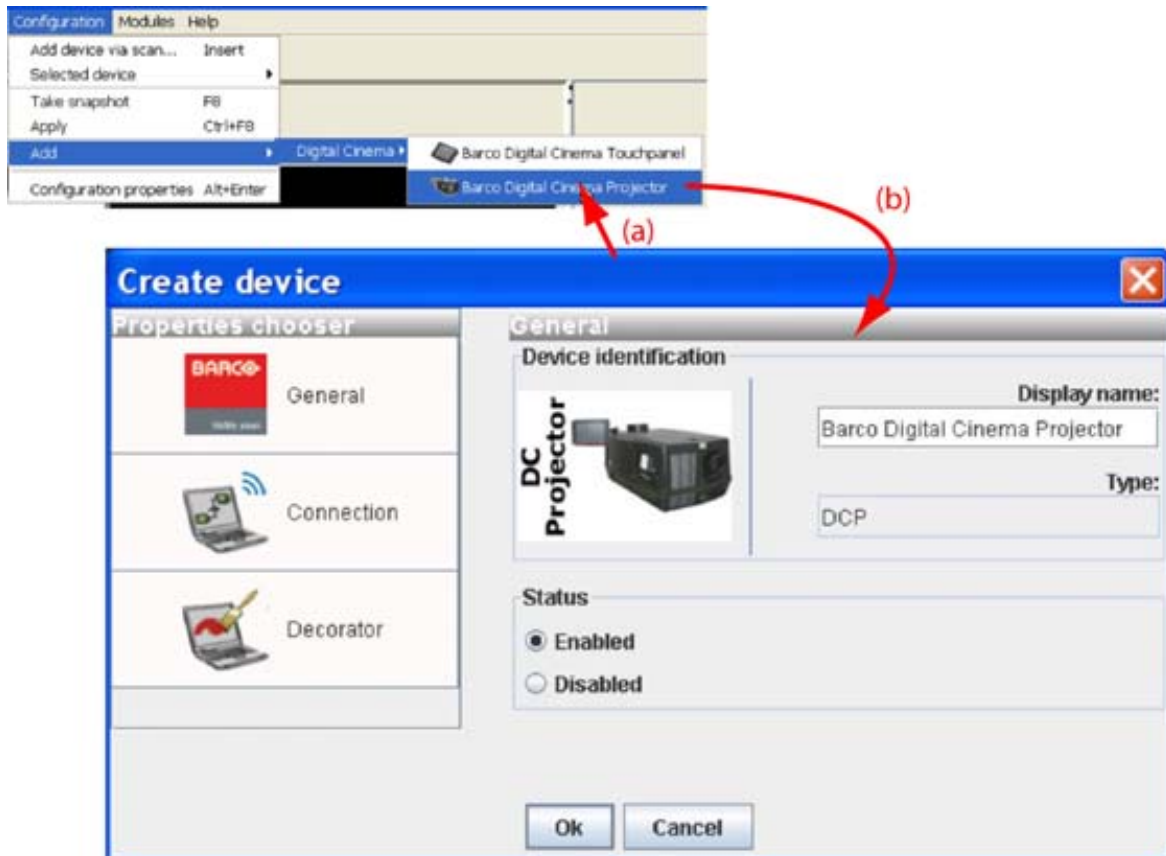 Configuration Modules Help
Add device via scan... Insert
Selected device
Take snapshot F8
Apply Ctrl+F8
Add
Digital Cinema
Barco Digital Cinema Touchpanel
Barco Digital Cinema Projector
Configuration properties Alt+Enter
(a)
(b)
Create device
Properties chooser
BARCO
General
Connection
Decorator
General
Device identification
DC
Projector
Display name:
Barco Digital Cinema Projector
Type:
DCP
Status
Enabled
Disabled
Ok Cancel